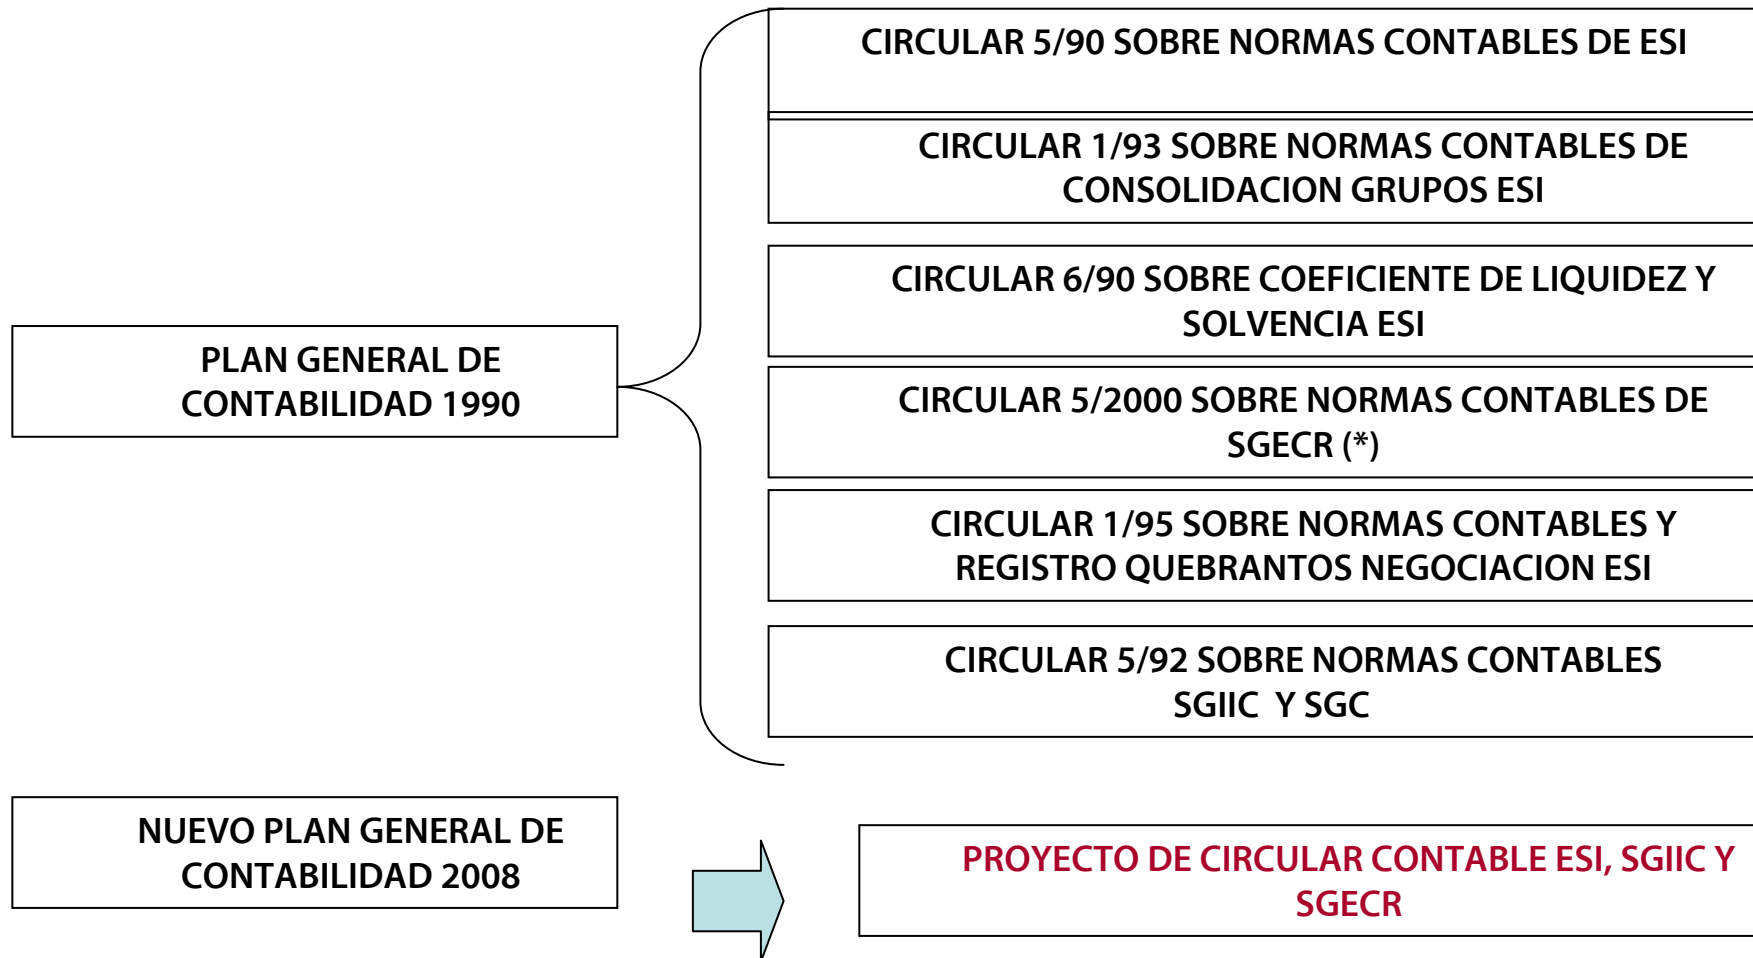 CIRCULAR 5/90 SOBRE NORMAS CONTABLES DE ESI
CIRCULAR 1/93 SOBRE NORMAS CONTABLES DE
CONSOLIDACION GRUPOS ESI
CIRCULAR 6/90 SOBRE COEFICIENTE DE LIQUIDEZ Y
SOLVENCIA ESI
PLAN GENERAL DE
CONTABILIDAD 1990
CIRCULAR 5/2000 SOBRE NORMAS CONTABLES DE
SGECR (*)
CIRCULAR 1/95 SOBRE NORMAS CONTABLES Y
REGISTRO QUEBRANTOS NEGOCIACION ESI
CIRCULAR 5/92 SOBRE NORMAS CONTABLES
SGIIC Y SGC
NUEVO PLAN GENERAL DE
CONTABILIDAD 2008
PROYECTO DE CIRCULAR CONTABLE ESI, SGIIC Y
SGECR